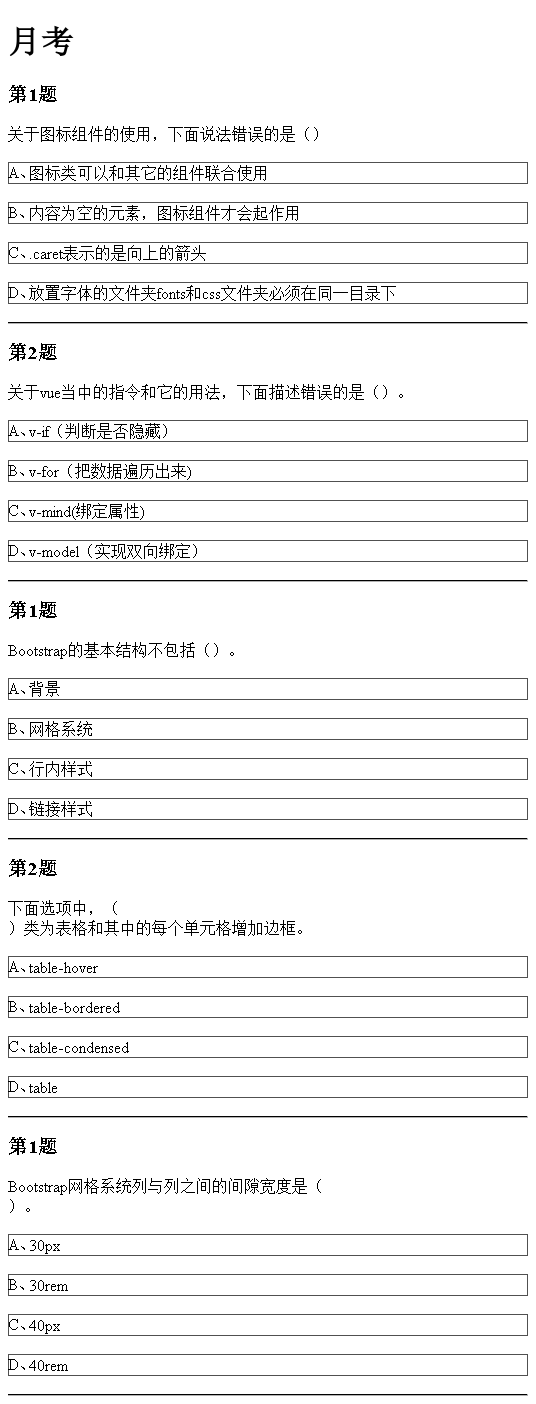 月考
第1题
关于图标组件的使用，下面说法错误的是（）
A、图标类可以和其它的组件联合使用
B、内容为空的元素，图标组件才会起作用
C、.caret表示的是向上的箭头
D、放置字体的文件夹fonts和css文件夹必须在同一目录下
第2题
关于vue当中的指令和它的用法，下面描述错误的是（）。
A、v-if（判断是否隐藏）
B、v-for（把数据遍历出来)
C、v-mind(绑定属性)
D、v-model（实现双向绑定）
第1题
Bootstrap的基本结构不包括（）。
A、背景
B、网格系统
C、行内样式
D、链接样式
第2题
下面选项中，（
）类为表格和其中的每个单元格增加边框。
A、table-hover
B、table-bordered
C、table-condensed
D、table
第1题
Bootstrap网格系统列与列之间的间隙宽度是（
）。
A、30px
B、30rem
C、40px
D、40rem